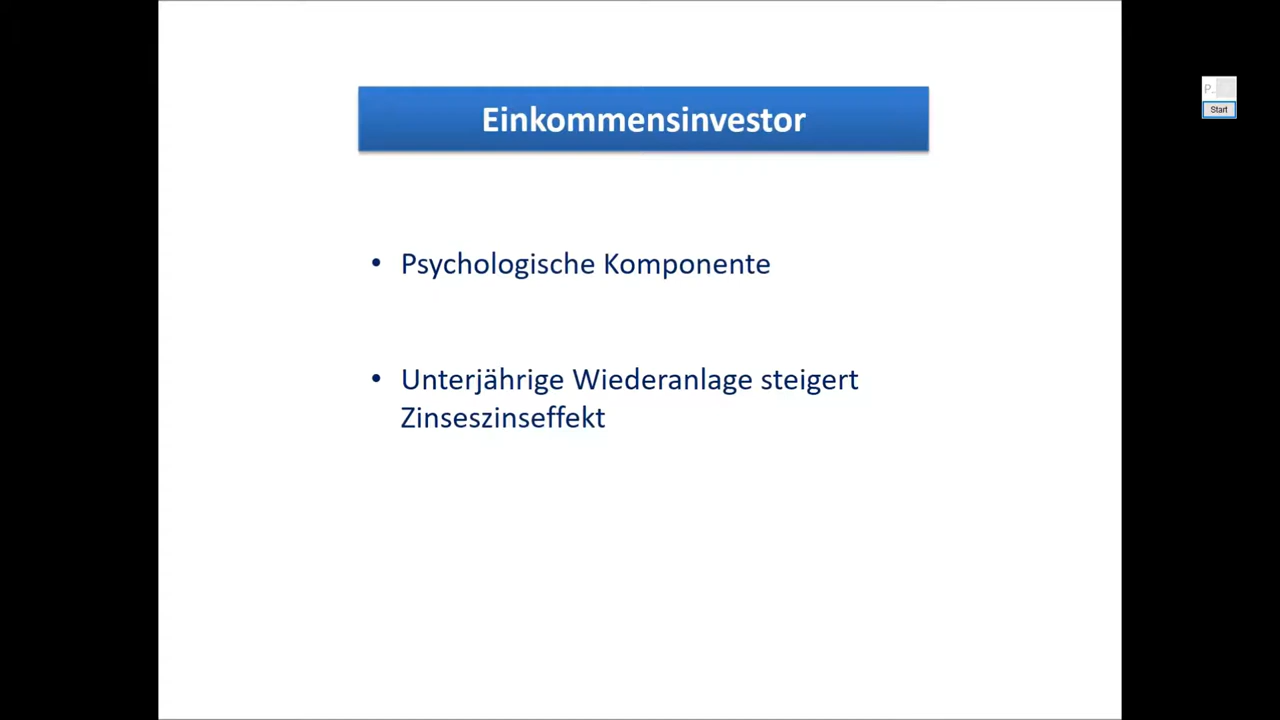 Einkommensinvestor
P.
Start
• Psychologische Komponente
• Unterjährige Wiederanlage steigert
Zinseszinseffekt